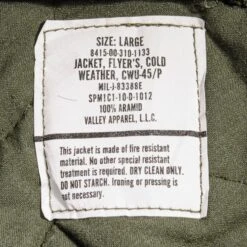 SIZE: LARGE
8415-00-310-1133
JACKET, FLYER'S, COLD
WEATHER, CWU-45/P
MIL-J-83388E
SPM1C1-10-D-1012
100% ARAMID
VALLEY APPAREL, L.L.C.
This jacket is made of fire resistant
material. No other special resistant
treatment is required. DRY CLEAN ONLY.
DO NOT STARCH. Ironing or pressing is
not necessary.